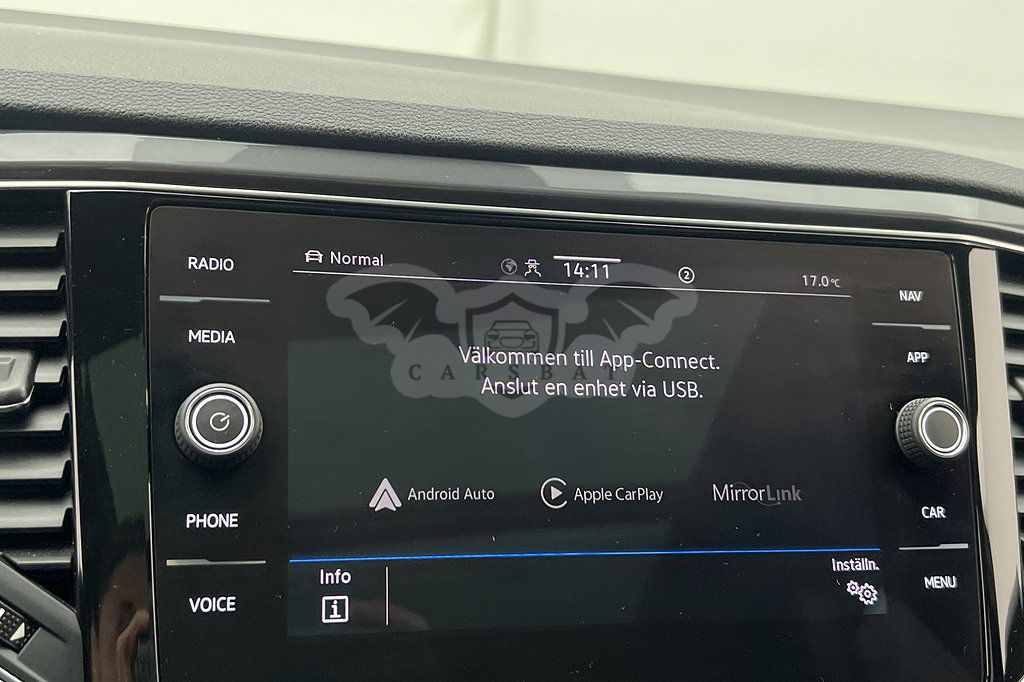 RADIO
MEDIA
PHONE
VOICE
Normal
14:11
2
17.0°C
Välkommen till App-Connect.
Anslut en enhet via USB.
CARSBAT
Android Auto
Apple CarPlay
MirrorLink
Info
i
Inställn.
NAV
APP
CAR
MENU